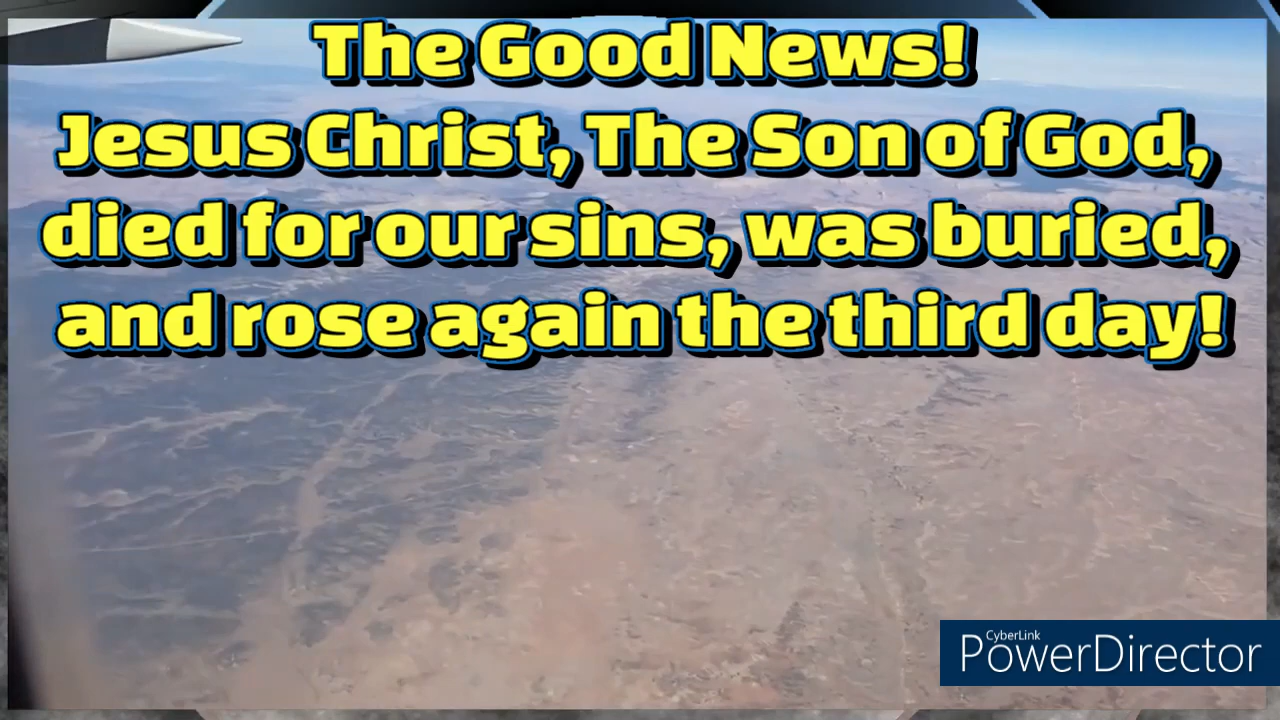 The Good News!
Jesus Christ, The Son of God,
died for our sins, was buried,
and rose again the third day!
CyberLink
PowerDirector